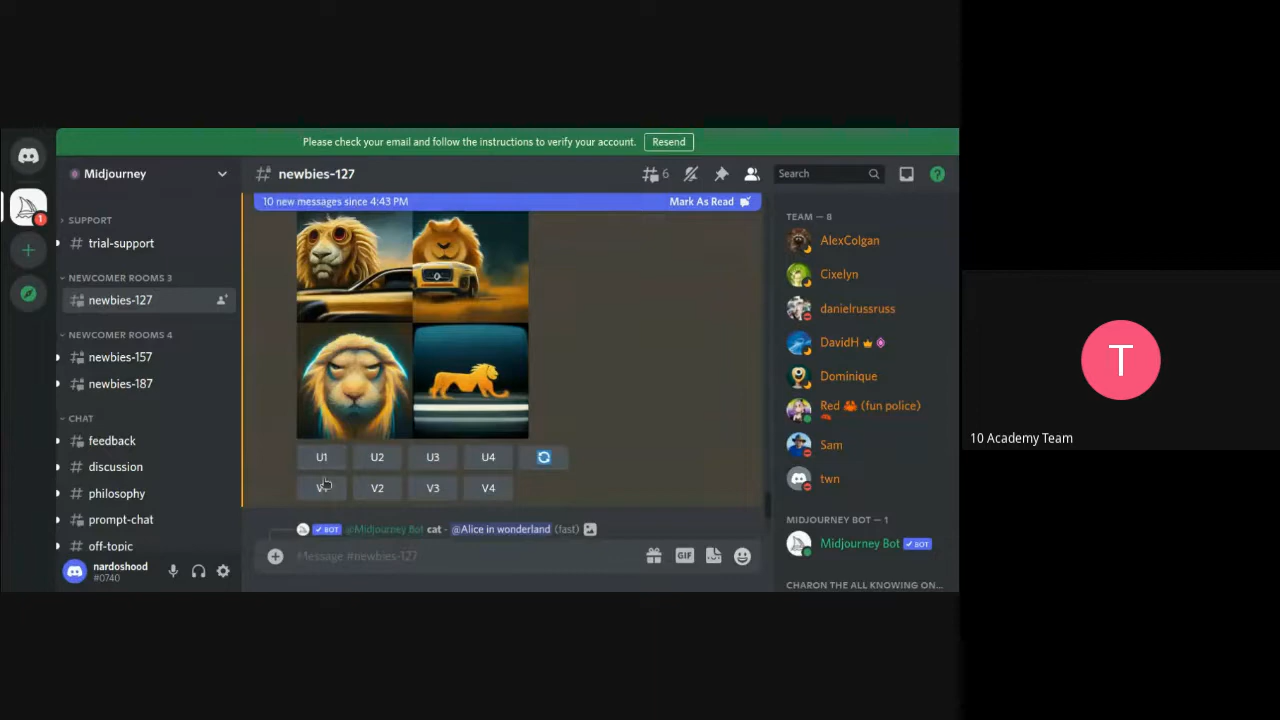 Please check your email and follow the instructions to verify your account. Resend
Midjourney
newbies-127
6
Search
10 new messages since 4:43 PM
Mark As Read
1
SUPPORT
trial-support
NEWCOMER ROOMS 3
newbies-127
NEWCOMER ROOMS 4
newbies-157
newbies-187
CHAT
feedback
discussion
philosophy
prompt-chat
off-topic
nardoshood
#0740
U1 U2 U3 U4
V1 V2 V3 V4
BOT @Midjourney Bot cat - @Alice in wonderland (fast)
Message #newbies-127
GIF
TEAM — 8
AlexColgan
Cixelyn
danielrussruss
DavidH
Dominique
Red (fun police)
Sam
twn
MIDJOURNEY BOT — 1
Midjourney Bot BOT
CHARON THE ALL KNOWING ON...
T
10 Academy Team